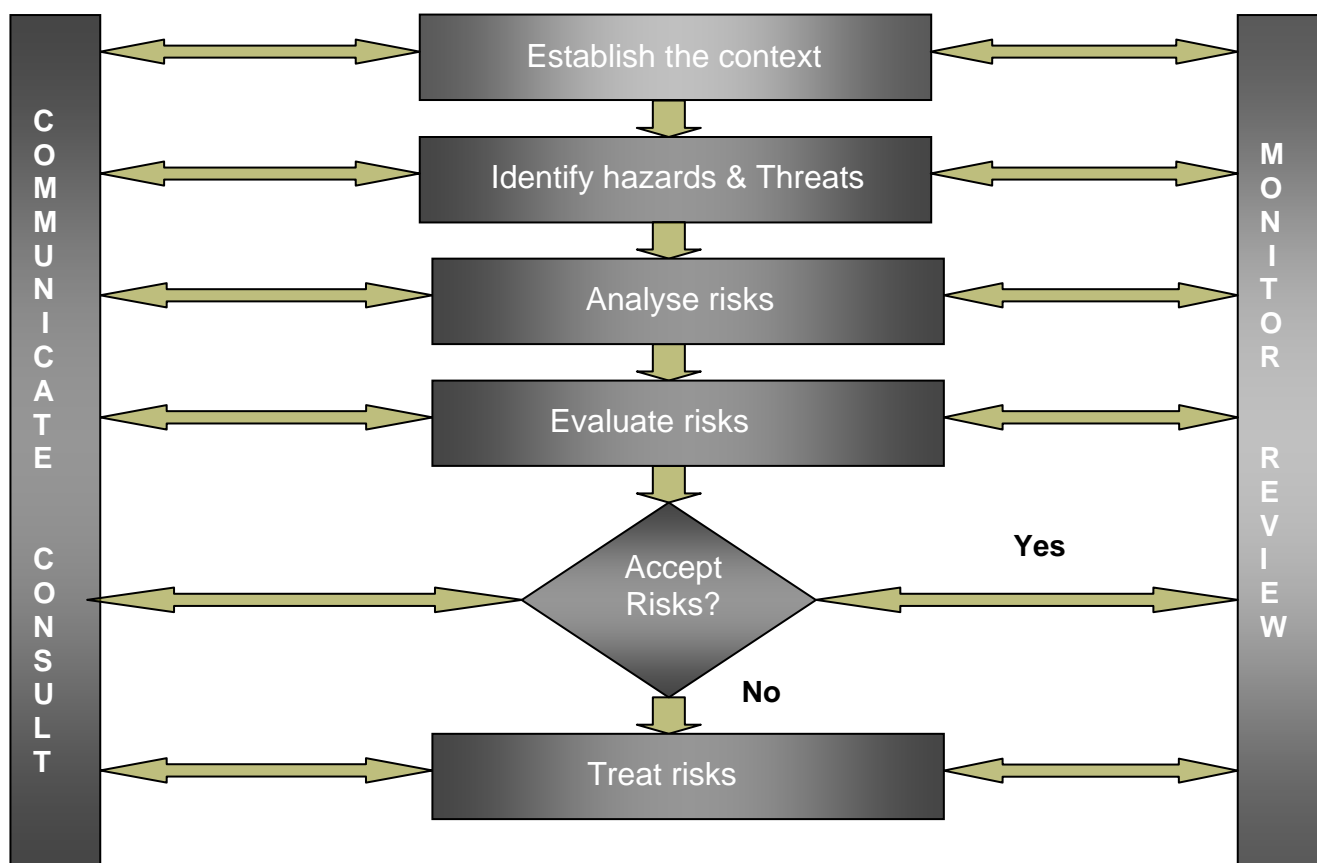 COMMUNICATE CONSULT
Establish the context
Identify hazards & Threats
Analyse risks
Evaluate risks
Accept
Risks?
Yes
No
Treat risks
MONITOR REVIEW